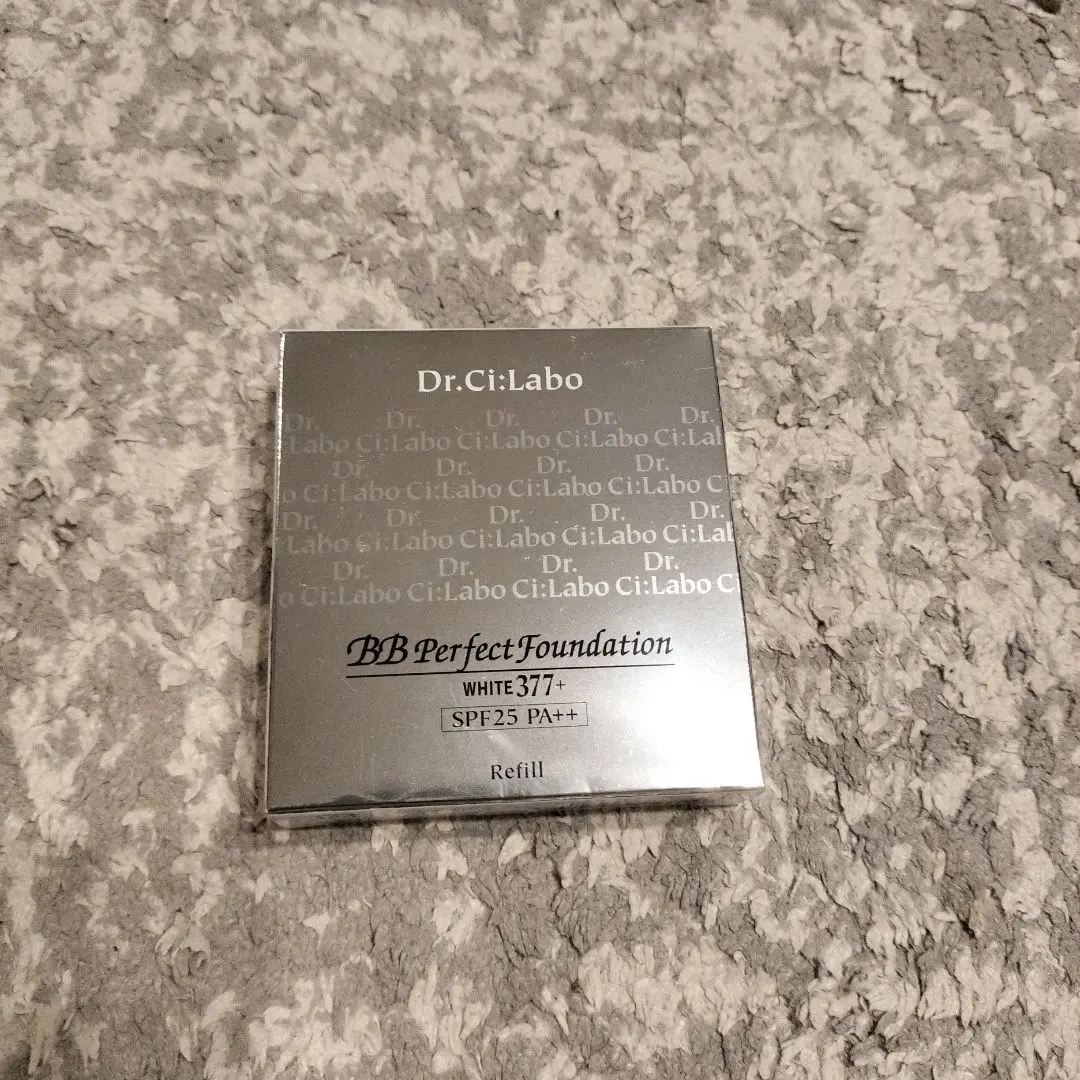 Dr.Ci:Labo
Dr. Dr. Dr. Dr. Dr.
:Labo Ci:Labo Ci:Labo Ci:Labo Ci:Lab
Dr. Dr. Dr. Dr.
o Ci:Labo Ci:Labo Ci:Labo Ci:Labo C
Dr. Dr. Dr. Dr. Dr.
:Labo Ci:Labo Ci:Labo Ci:Labo Ci:Lab
Dr. Dr. Dr. Dr.
o Ci:Labo Ci:Labo Ci:Labo Ci:Labo Ci
BB Perfect Foundation
WHITE377+
SPF25 PA++
Refill